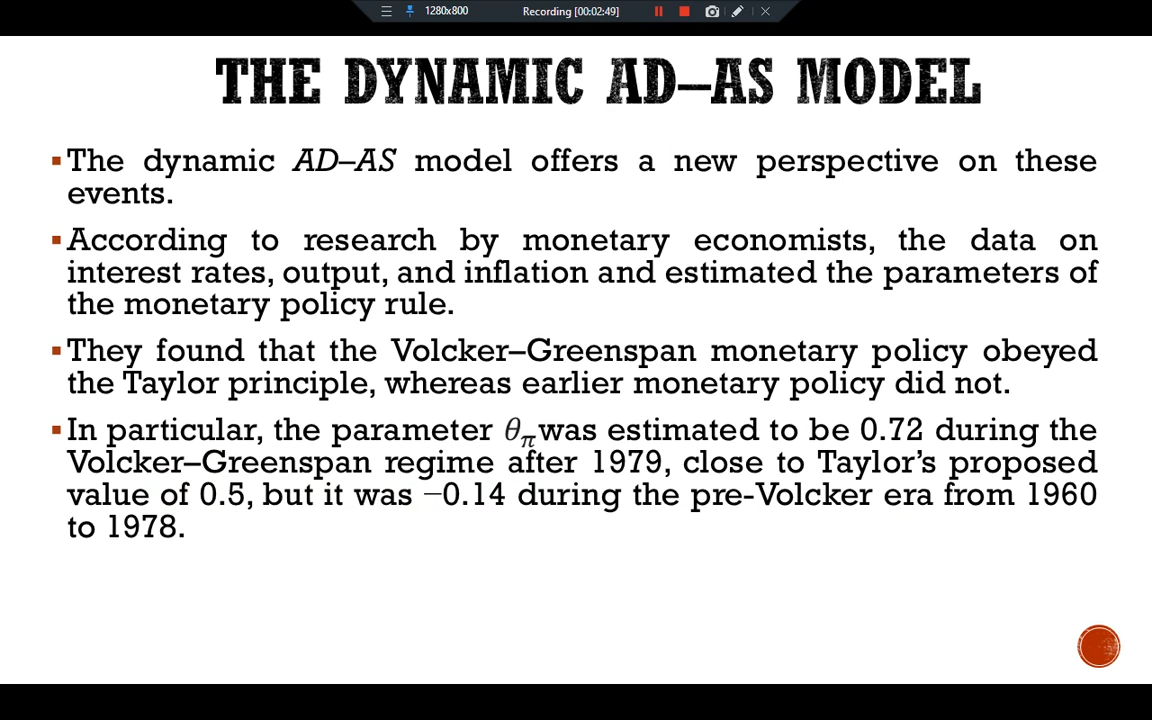 1280x800 Recording [00:02:49]
THE DYNAMIC AD–AS MODEL
▪The dynamic AD–AS model offers a new perspective on these
events.
▪According to research by monetary economists, the data on
interest rates, output, and inflation and estimated the parameters of
the monetary policy rule.
▪They found that the Volcker–Greenspan monetary policy obeyed
the Taylor principle, whereas earlier monetary policy did not.
▪In particular, the parameter θπ was estimated to be 0.72 during the
Volcker–Greenspan regime after 1979, close to Taylor’s proposed
value of 0.5, but it was −0.14 during the pre-Volcker era from 1960
to 1978.